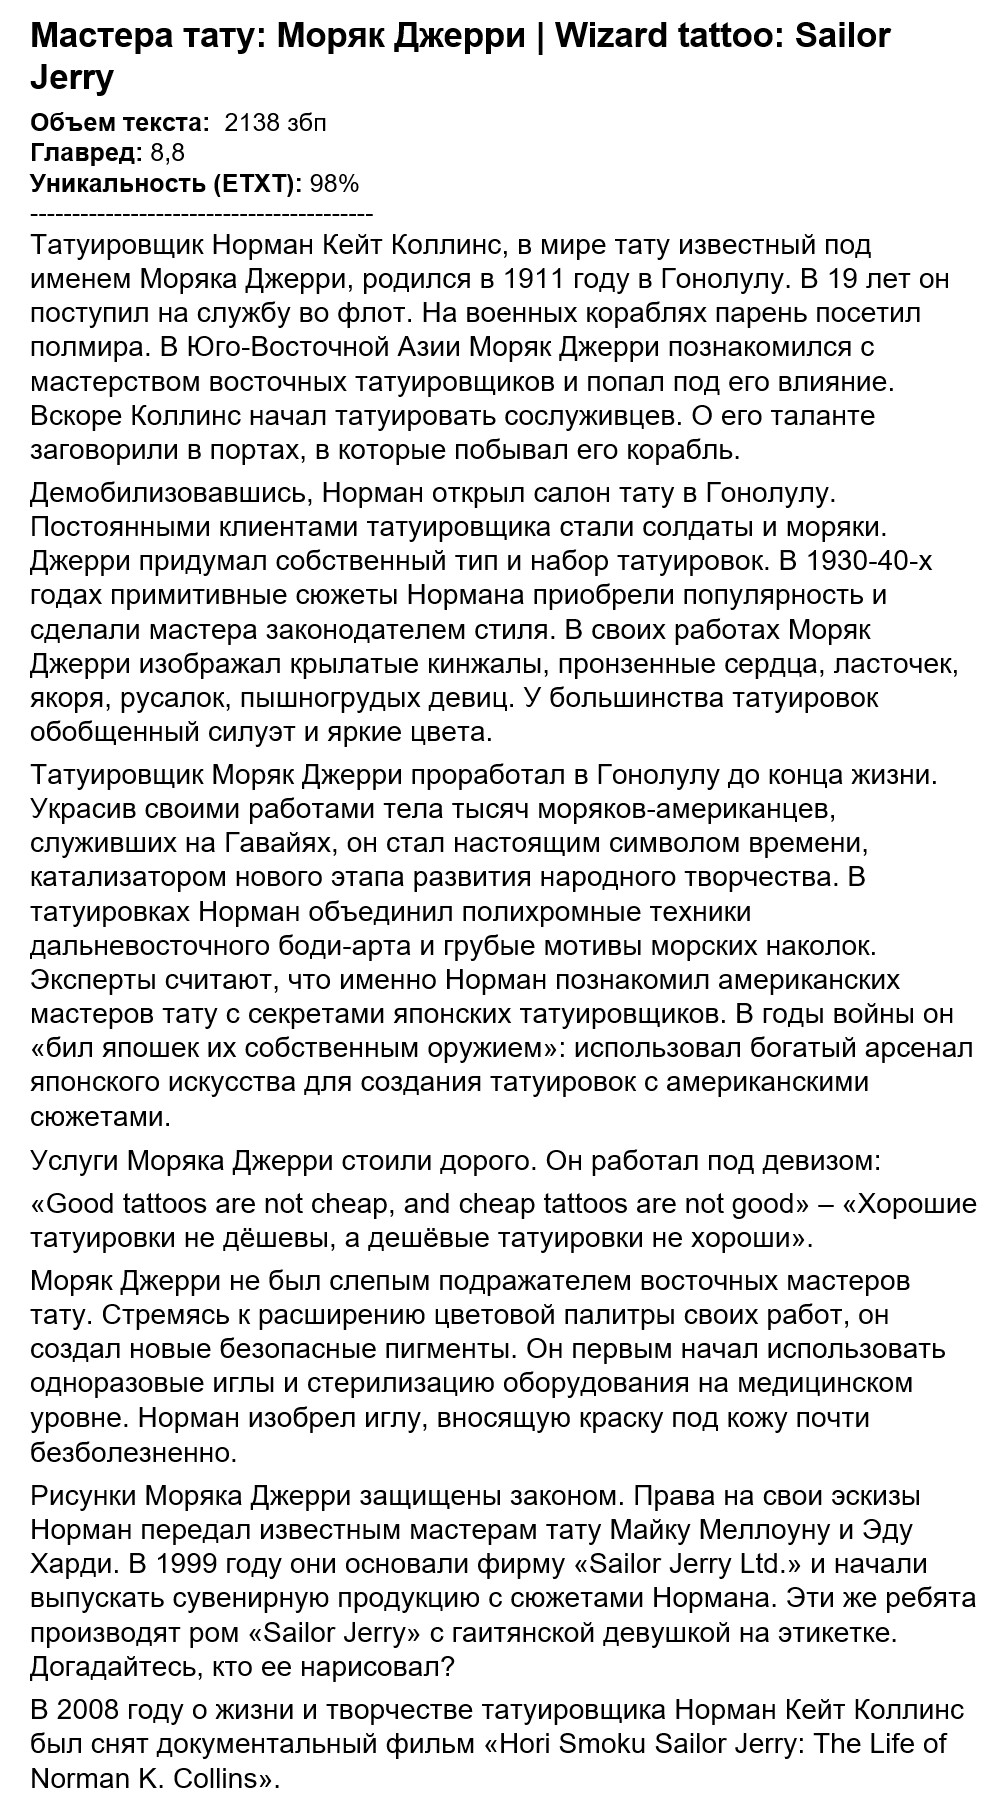 Мастера тату: Моряк Джерри | Wizard tattoo: Sailor
Jerry
Объем текста: 2138 збп
Главред: 8,8
Уникальность (ETXT): 98%
-----------------------------------------
Татуировщик Норман Кейт Коллинс, в мире тату известный под
именем Моряка Джерри, родился в 1911 году в Гонолулу. В 19 лет он
поступил на службу во флот. На военных кораблях парень посетил
полмира. В Юго-Восточной Азии Моряк Джерри познакомился с
мастерством восточных татуировщиков и попал под его влияние.
Вскоре Коллинс начал татуировать сослуживцев. О его таланте
заговорили в портах, в которые побывал его корабль.
Демобилизовавшись, Норман открыл салон тату в Гонолулу.
Постоянными клиентами татуировщика стали солдаты и моряки.
Джерри придумал собственный тип и набор татуировок. В 1930-40-х
годах примитивные сюжеты Нормана приобрели популярность и
сделали мастера законодателем стиля. В своих работах Моряк
Джерри изображал крылатые кинжалы, пронзенные сердца, ласточек,
якоря, русалок, пышногрудых девиц. У большинства татуировок
обобщенный силуэт и яркие цвета.
Татуировщик Моряк Джерри проработал в Гонолулу до конца жизни.
Украсив своими работами тела тысяч моряков-американцев,
служивших на Гавайях, он стал настоящим символом времени,
катализатором нового этапа развития народного творчества. В
татуировках Норман объединил полихромные техники
дальневосточного боди-арта и грубые мотивы морских наколок.
Эксперты считают, что именно Норман познакомил американских
мастеров тату с секретами японских татуировщиков. В годы войны он
«бил япошек их собственным оружием»: использовал богатый арсенал
японского искусства для создания татуировок с американскими
сюжетами.
Услуги Моряка Джерри стоили дорого. Он работал под девизом:
«Good tattoos are not cheap, and cheap tattoos are not good» – «Хорошие
татуировки не дёшевы, а дешёвые татуировки не хороши».
Моряк Джерри не был слепым подражателем восточных мастеров
тату. Стремясь к расширению цветовой палитры своих работ, он
создал новые безопасные пигменты. Он первым начал использовать
одноразовые иглы и стерилизацию оборудования на медицинском
уровне. Норман изобрел иглу, вносящую краску под кожу почти
безболезненно.
Рисунки Моряка Джерри защищены законом. Права на свои эскизы
Норман передал известным мастерам тату Майку Меллоуну и Эду
Харди. В 1999 году они основали фирму «Sailor Jerry Ltd.» и начали
выпускать сувенирную продукцию с сюжетами Нормана. Эти же ребята
производят ром «Sailor Jerry» с гаитянской девушкой на этикетке.
Догадайтесь, кто ее нарисовал?
В 2008 году о жизни и творчестве татуировщика Норман Кейт Коллинс
был снят документальный фильм «Hori Smoku Sailor Jerry: The Life of
Norman K. Collins».